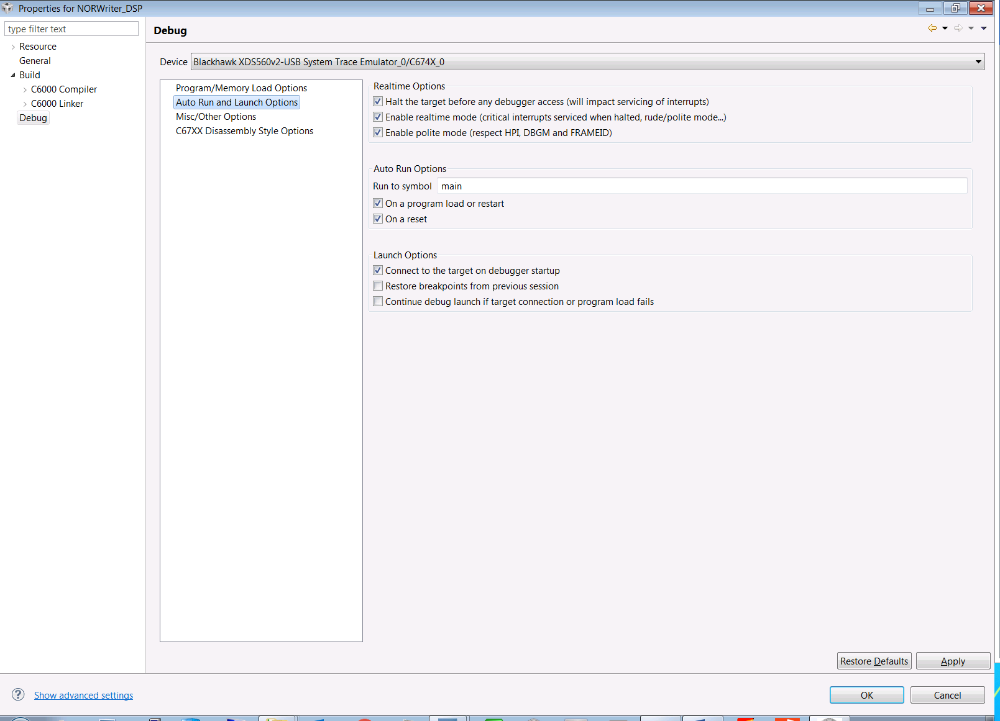 Properties for NORWriter_DSP
type filter text
Resource
General
Build
C6000 Compiler
C6000 Linker
Debug
Debug
Device Blackhawk XDS560v2-USB System Trace Emulator_0/C674X_0
Program/Memory Load Options
Auto Run and Launch Options
Misc/Other Options
C67XX Disassembly Style Options
Realtime Options
Halt the target before any debugger access (will impact servicing of interrupts)
Enable realtime mode (critical interrupts serviced when halted, rude/polite mode...)
Enable polite mode (respect HPI, DBGM and FRAMEID)
Auto Run Options
Run to symbol main
On a program load or restart
On a reset
Launch Options
Connect to the target on debugger startup
Restore breakpoints from previous session
Continue debug launch if target connection or program load fails
Restore Defaults Apply
? Show advanced settings
OK Cancel